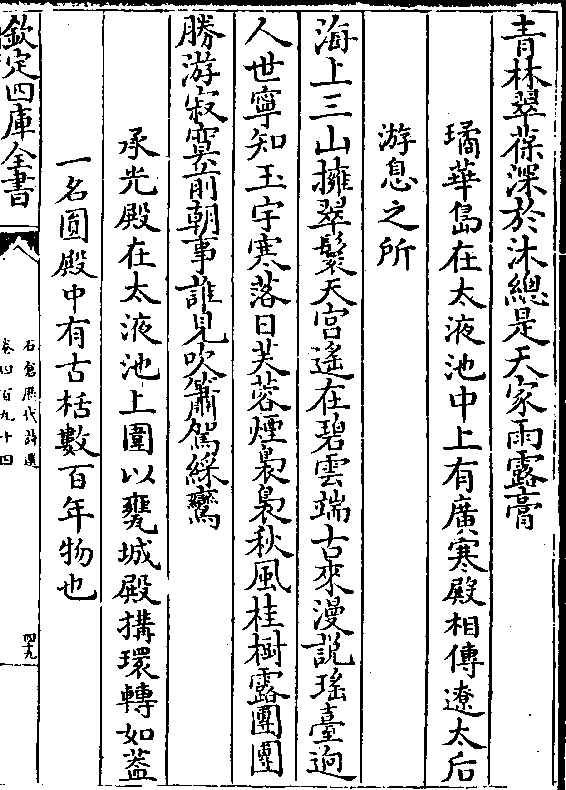 青林翠葆深於沐總是天家雨露膏
璚華島在太液池中上有廣寒殿相傳遼太后
游息之所
海上三山擁翠鬟天宫遙在碧雲端古來漫說瑤臺逈
人世寧知玉宇寒落日芙蓉煙裊裊秋風桂樹露團團
勝游寂寞前朝事誰見吹簫駕綵鸞
承光殿在太液池上圍以甕城殿搆環轉如蓋
一名圓殿中有古栝數百年物也
欽定四庫全書
石倉歷代詩選
卷四百九十四
四九